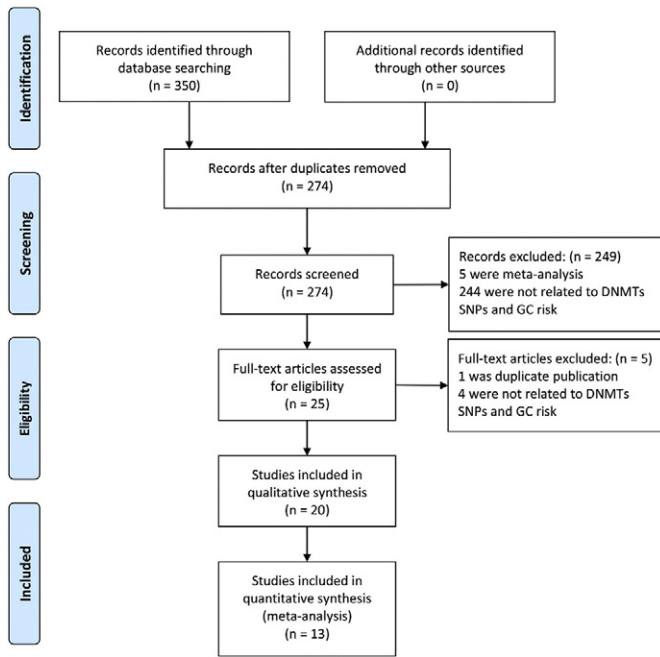 Identification
Records identified through
database searching
(n = 350)
Additional records identified
through other sources
(n = 0)
Records after duplicates removed
(n = 274)
Screening
Records screened
(n = 274)
Records excluded: (n = 249)
5 were meta-analysis
244 were not related to DNMTs
SNPs and GC risk
Eligibility
Full-text articles assessed
for eligibility
(n = 25)
Full-text articles excluded: (n = 5)
1 was duplicate publication
4 were not related to DNMTs
SNPs and GC risk
Studies included in
qualitative synthesis
(n = 20)
Included
Studies included in
quantitative synthesis
(meta-analysis)
(n = 13)